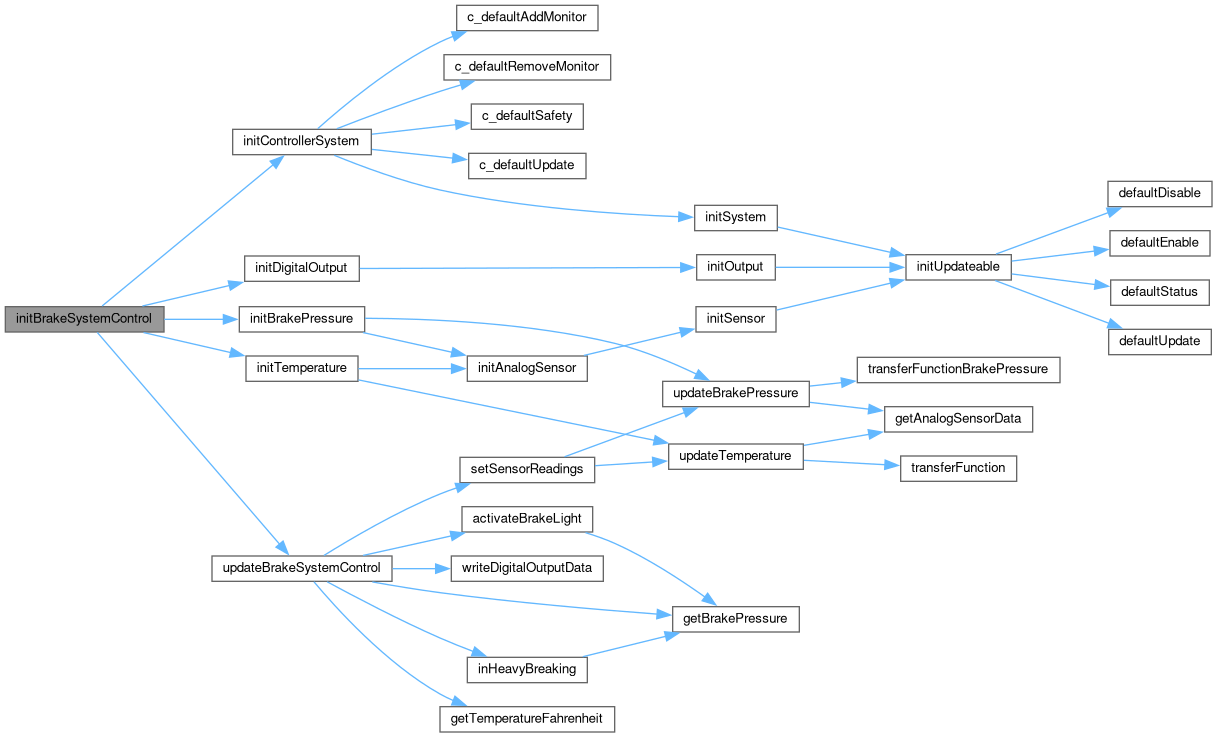 c_defaultAddMonitor
c_defaultRemoveMonitor
c_defaultSafety
initControllerSystem
c_defaultUpdate
defaultDisable
initSystem
defaultEnable
initDigitalOutput
initOutput
initUpdateable
defaultStatus
initBrakeSystemControl
initBrakePressure
initSensor
defaultUpdate
initTemperature
initAnalogSensor
transferFunctionBrakePressure
updateBrakePressure
getAnalogSensorData
updateTemperature
setSensorReadings
transferFunction
activateBrakeLight
updateBrakeSystemControl
writeDigitalOutputData
getBrakePressure
inHeavyBreaking
getTemperatureFahrenheit